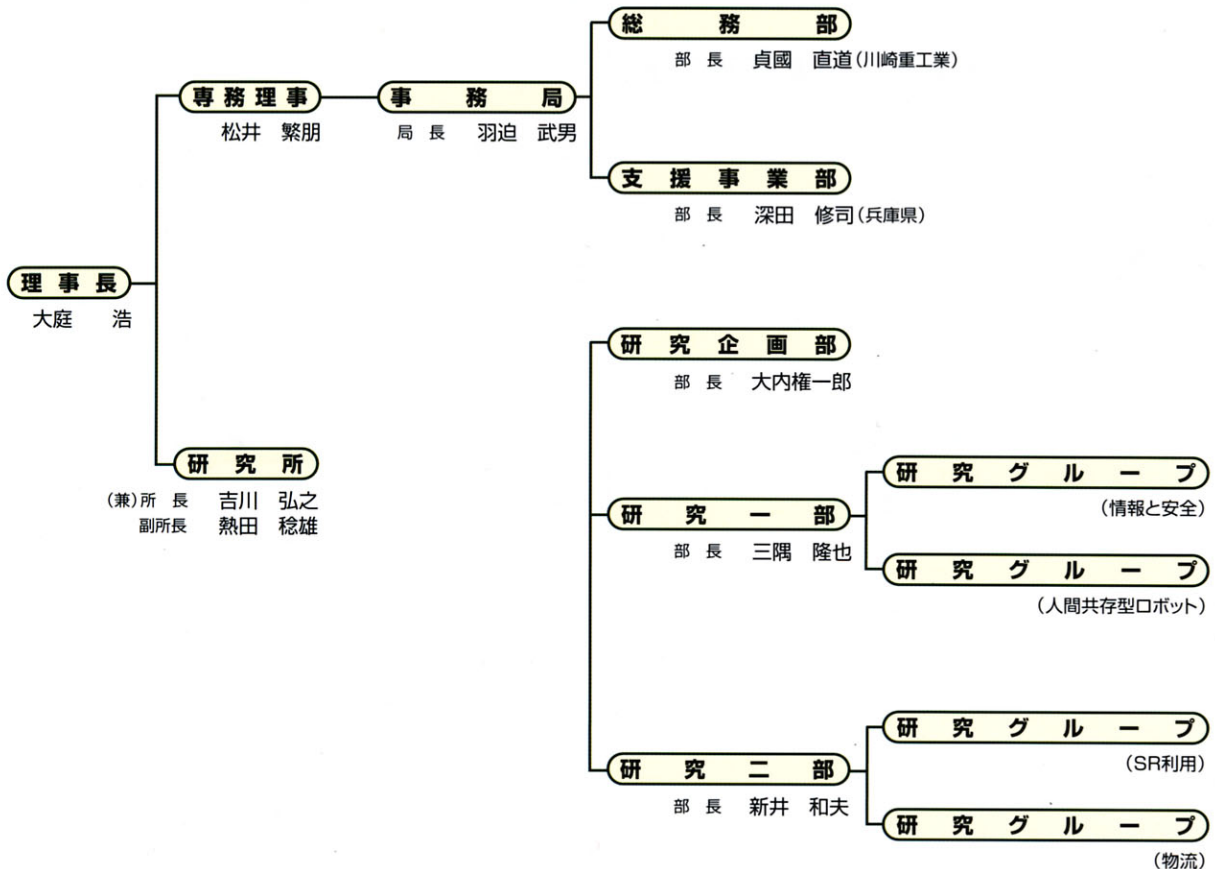 総務部
部長 貞國 直道(川崎重工業)
専務理事
松井 繁朋
事務局
局長 羽迫 武男
支援事業部
部長 深田 修司(兵庫県)
理事長
大庭 浩
研究企画部
部長 大内権一郎
研究所
(兼)所長 吉川 弘之
副所長 熱田 稔雄
研究一部
部長 三隅 隆也
研究グループ
(情報と安全)
研究グループ
(人間共存型ロボット)
研究二部
部長 新井 和夫
研究グループ
(SR利用)
研究グループ
(物流)